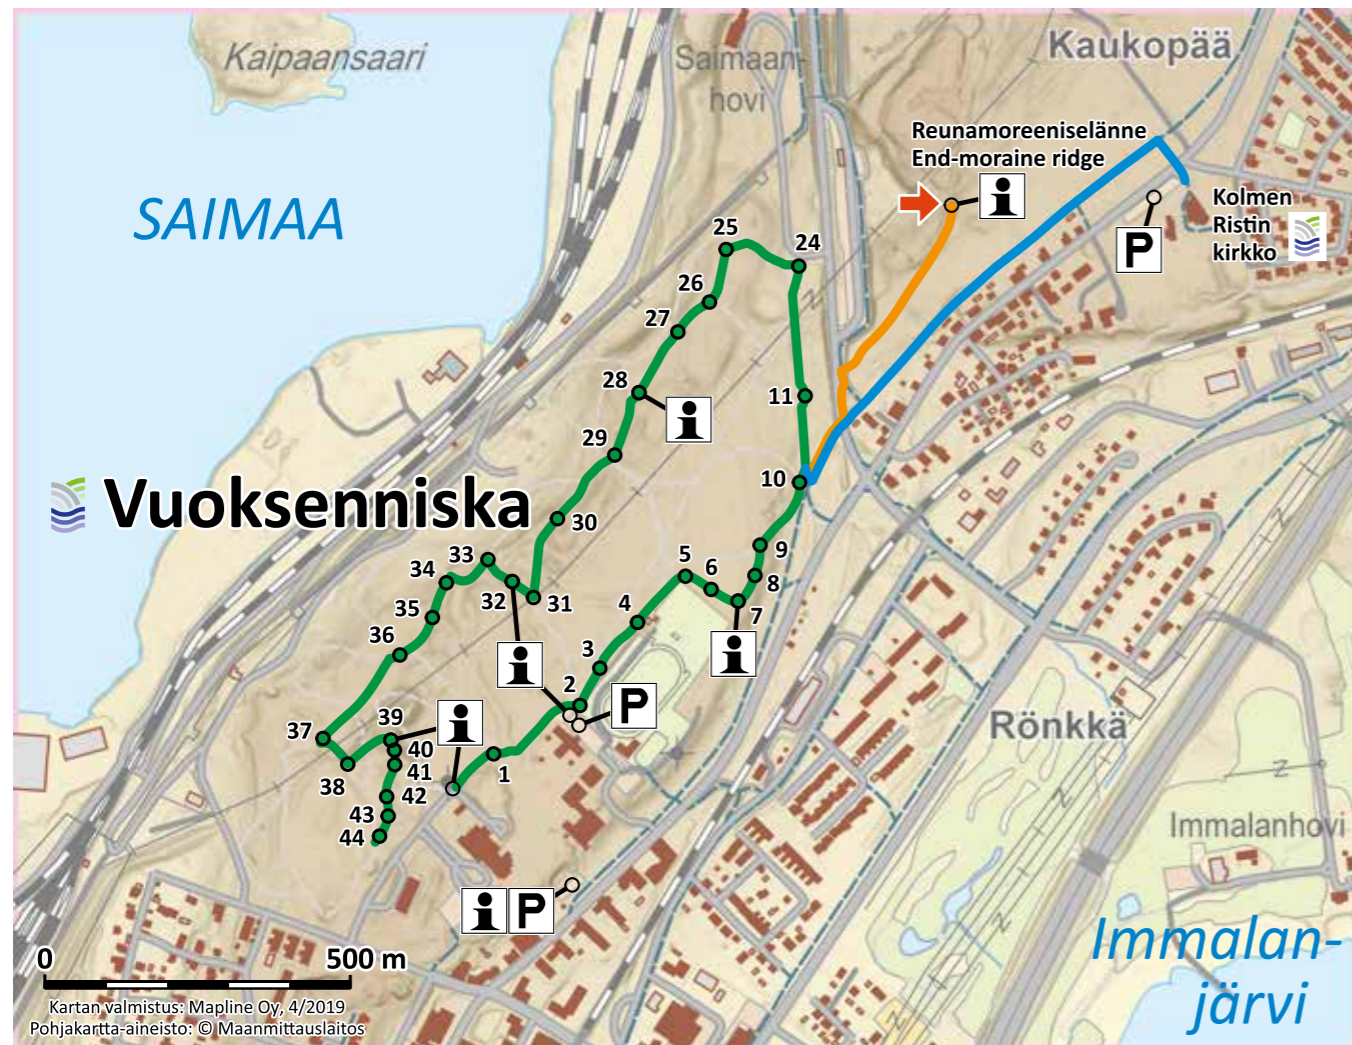 Kaipaansaari
Saimaan-
hovi
Kaukopää
Reunamoreeniselänne
End-moraine ridge
i
SAIMAA
Kolmen
Ristin
kirkko
P
25
24
26
27
28
i
11
29
10
Vuoksenniska
30
33
9
34
5
6
8
32
31
7
35
4
36
i
i
3
2
P
37
39
i
Rönkkä
40
1
38
41
42
43
44
Immalanhovi
i P
Immalan-
järvi
0 500 m
Kartan valmistus: Mapline Oy, 4/2019
Pohjakartta-aineisto: © Maanmittauslaitos